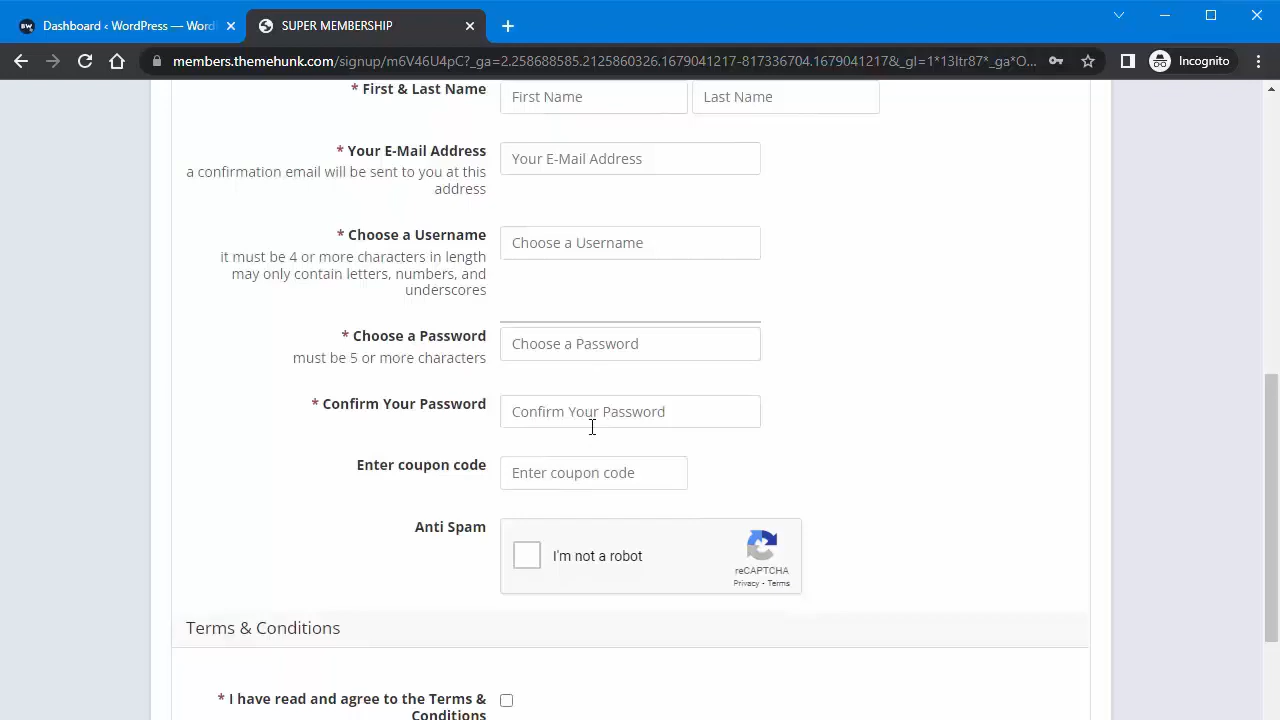 Dashboard ‹ WordPress — Word
SUPER MEMBERSHIP
members.themehunk.com/signup/m6V46U4pC?_ga=2.258688585.2125860326.1679041217-817336704.1679041217&_gl=1*13ltr87*_ga*O...
Incognito
* First & Last Name
First Name
Last Name
* Your E-Mail Address
a confirmation email will be sent to you at this
address
Your E-Mail Address
* Choose a Username
it must be 4 or more characters in length
may only contain letters, numbers, and
underscores
Choose a Username
* Choose a Password
must be 5 or more characters
Choose a Password
* Confirm Your Password
Confirm Your Password
Enter coupon code
Enter coupon code
Anti Spam
I'm not a robot
reCAPTCHA
Privacy - Terms
Terms & Conditions
* I have read and agree to the Terms &
Conditions